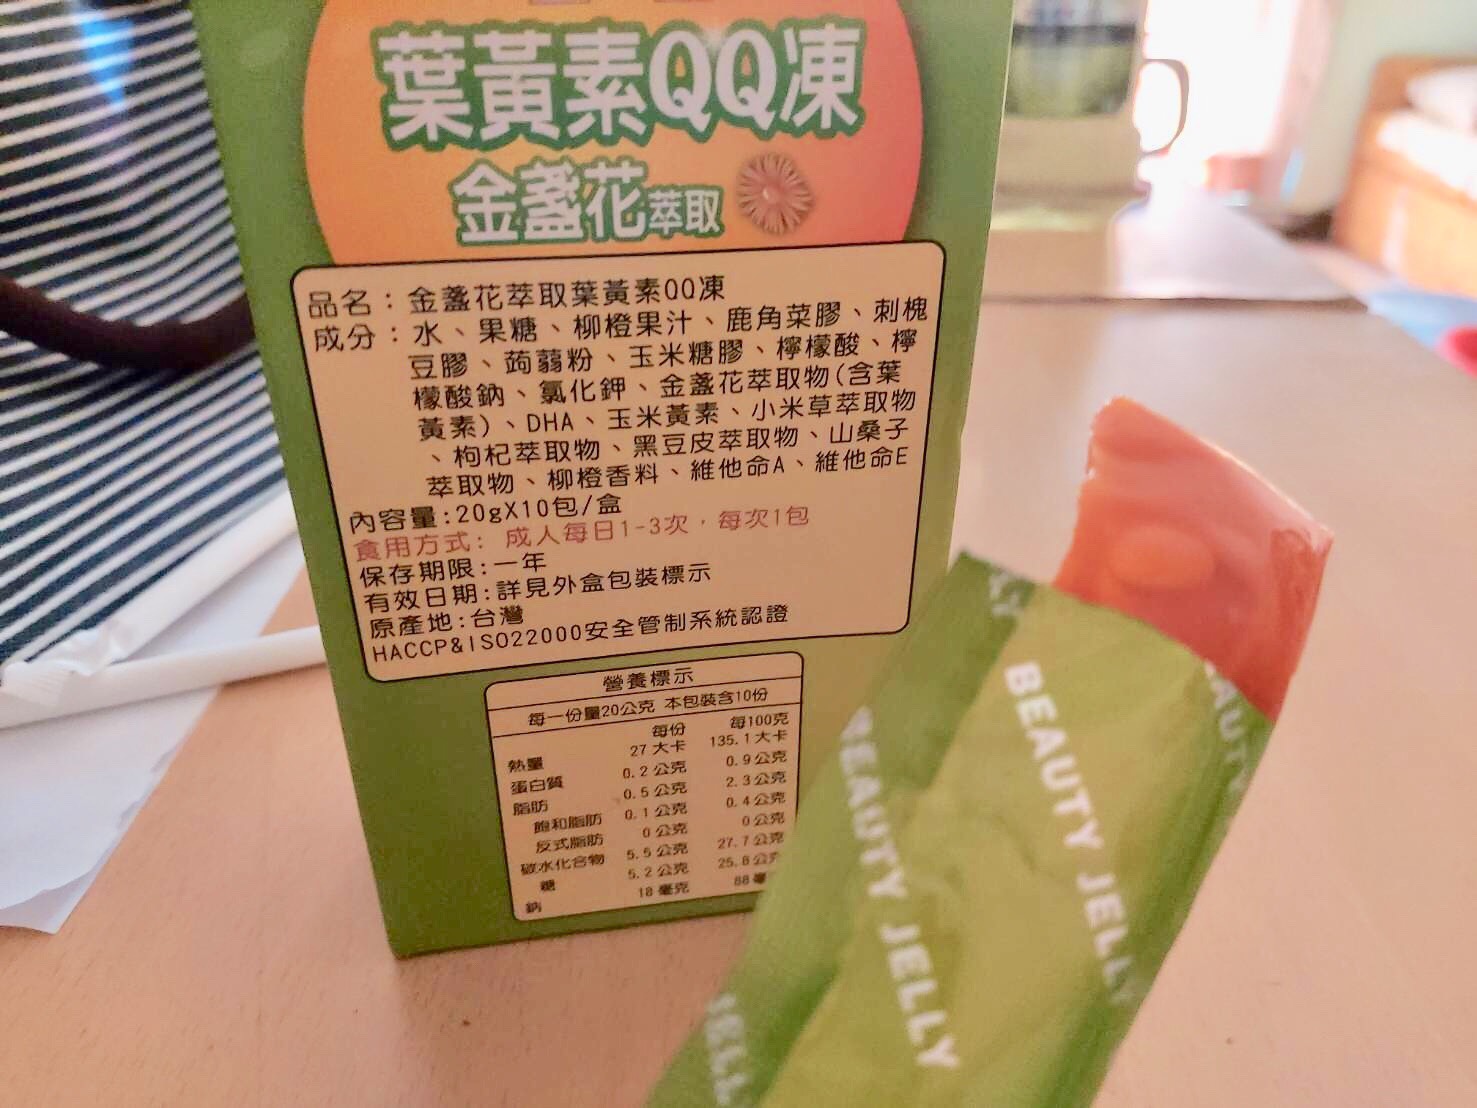 葉黃素QQ凍
金盞花萃取
品名：金盞花萃取葉黃素QQ凍
成分：水、果糖、柳橙果汁、鹿角菜膠、刺槐
豆膠、蒟蒻粉、玉米糖膠、檸檬酸、檸
檬酸鈉、氯化鉀、金盞花萃取物(含葉
黃素)、DHA、玉米黃素、小米草萃取物
、枸杞萃取物、黑豆皮萃取物、山桑子
萃取物、柳橙香料、維他命A、維他命E
內容量:20gX10包/盒
食用方式: 成人每日1-3次，每次1包
保存期限:一年
有效日期:詳見外盒包裝標示
原產地:台灣
HACCP&ISO22000安全管制系統認證
營養標示
每一份量20公克 本包裝含10份
每份 每100克
熱量 27 大卡 135.1大卡
蛋白質 0.2公克 0.9公克
脂肪 0.5公克 2.3公克
飽和脂肪 0.1公克 0.4公克
反式脂肪 0公克 0公克
碳水化合物 5.5公克 27.7公克
糖 5.2公克 25.8公克
鈉 18毫克 88毫
BEAUTY JELLY
BEAUTY JELLY